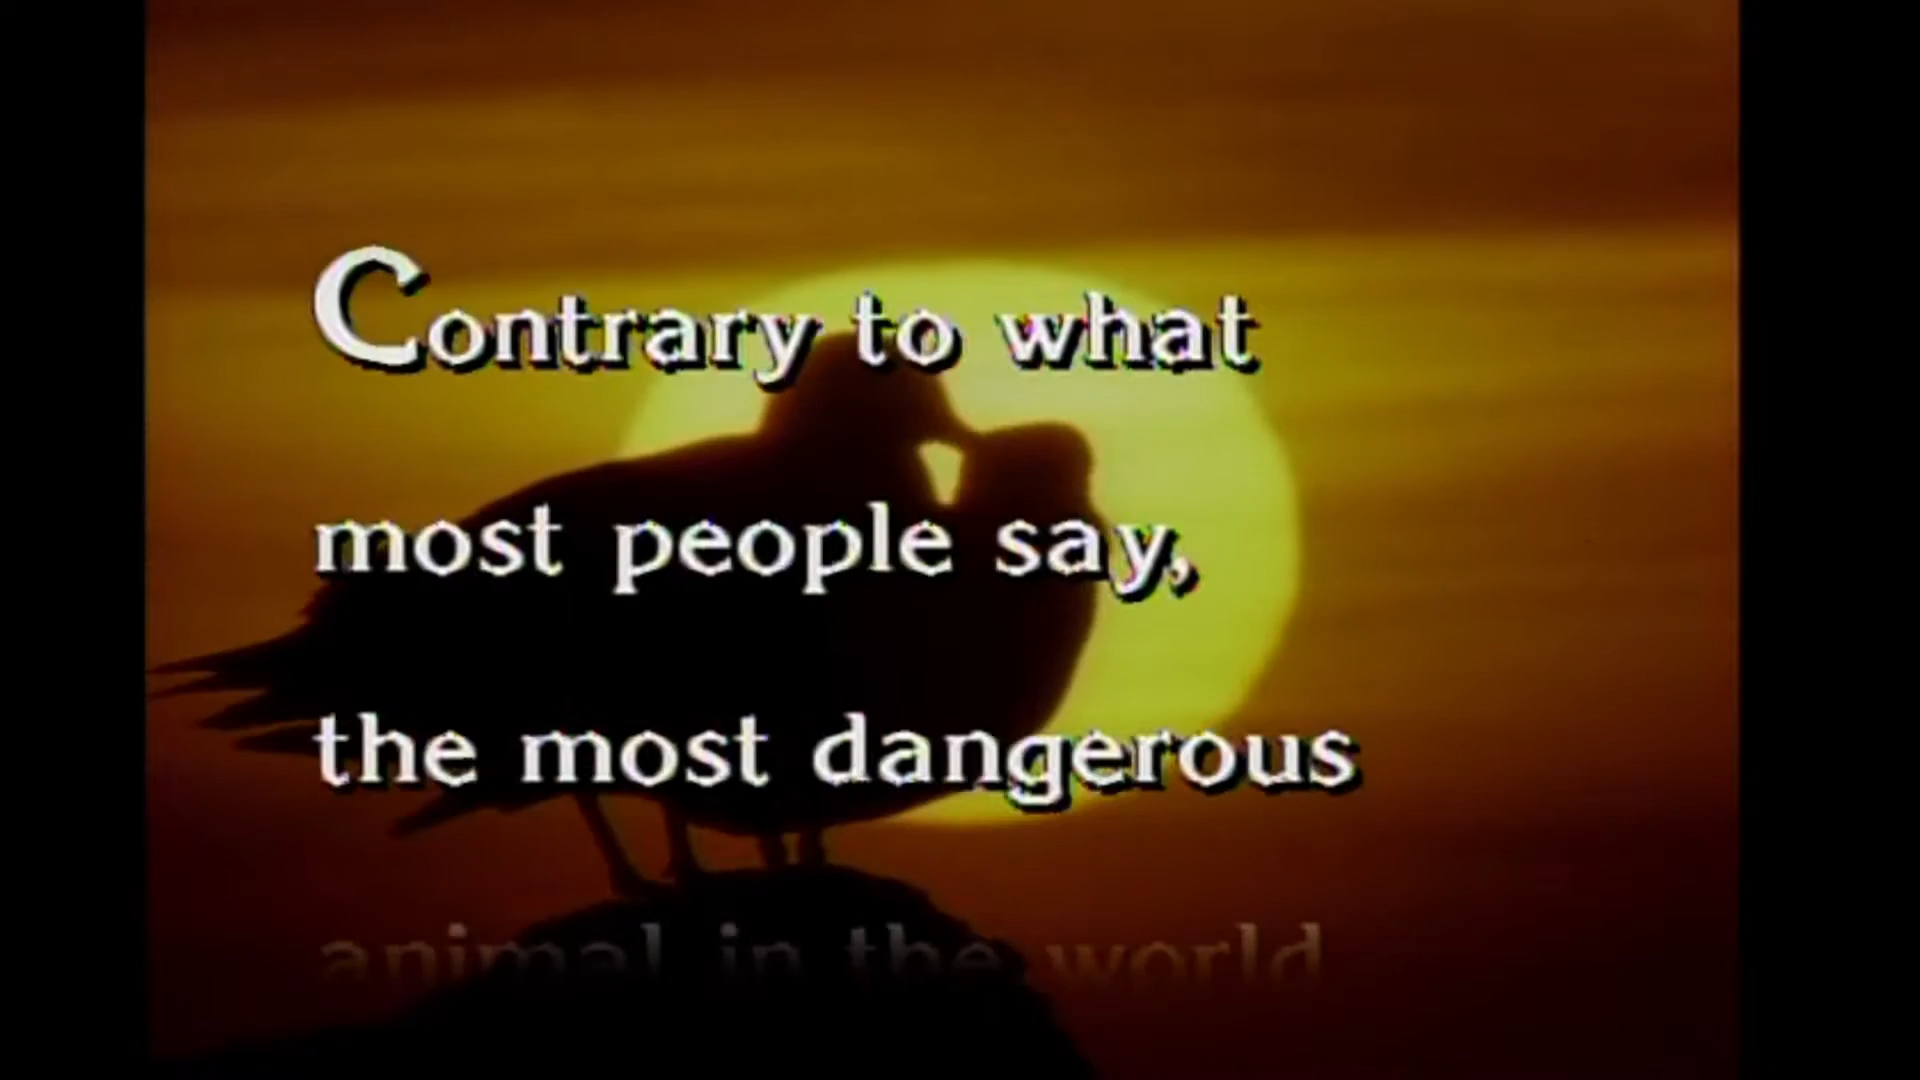 Contrary to what
most people say,
the most dangerous
animal in the world